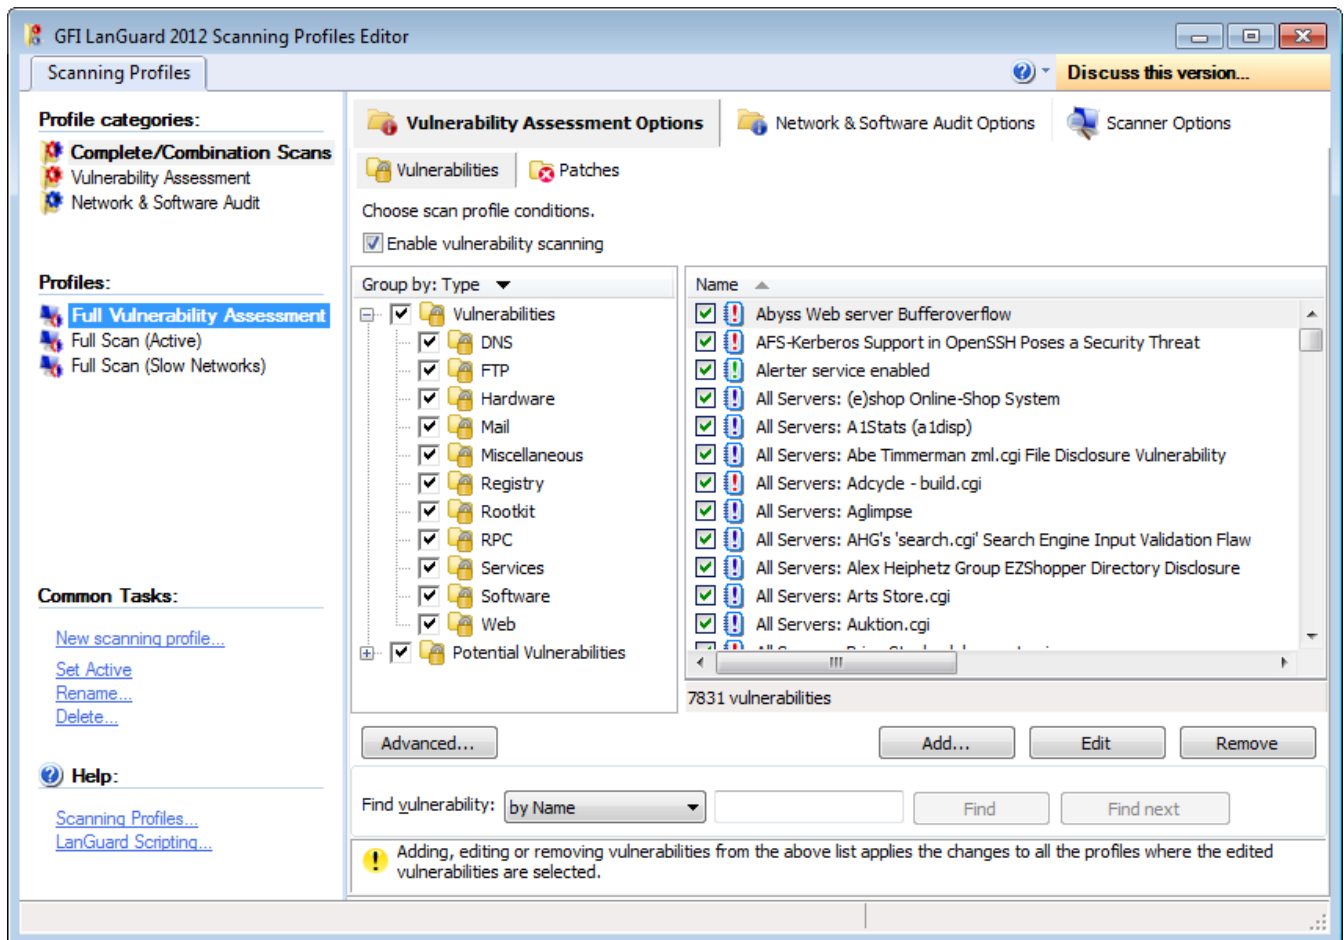 GFI LanGuard 2012 Scanning Profiles Editor
Scanning Profiles
Discuss this version...
Profile categories:
Complete/Combination Scans
Vulnerability Assessment
Network & Software Audit
Profiles:
Full Vulnerability Assessment
Full Scan (Active)
Full Scan (Slow Networks)
Common Tasks:
New scanning profile...
Set Active
Rename...
Delete...
Help:
Scanning Profiles...
LanGuard Scripting...
Vulnerability Assessment Options
Network & Software Audit Options
Scanner Options
Vulnerabilities
Patches
Choose scan profile conditions.
Enable vulnerability scanning
Group by: Type
Vulnerabilities
DNS
FTP
Hardware
Mail
Miscellaneous
Registry
Rootkit
RPC
Services
Software
Web
Potential Vulnerabilities
Name
Abyss Web server Bufferoverflow
AFS-Kerberos Support in OpenSSH Poses a Security Threat
Alerter service enabled
All Servers: (e)shop Online-Shop System
All Servers: A1Stats (a1disp)
All Servers: Abe Timmerman zml.cgi File Disclosure Vulnerability
All Servers: Adcycle - build.cgi
All Servers: Aglimpse
All Servers: AHG's 'search.cgi' Search Engine Input Validation Flaw
All Servers: Alex Heiphetz Group EZShopper Directory Disclosure
All Servers: Arts Store.cgi
All Servers: Auktion.cgi
7831 vulnerabilities
Advanced...
Add...
Edit
Remove
Find vulnerability:
by Name
Find
Find next
Adding, editing or removing vulnerabilities from the above list applies the changes to all the profiles where the edited
vulnerabilities are selected.